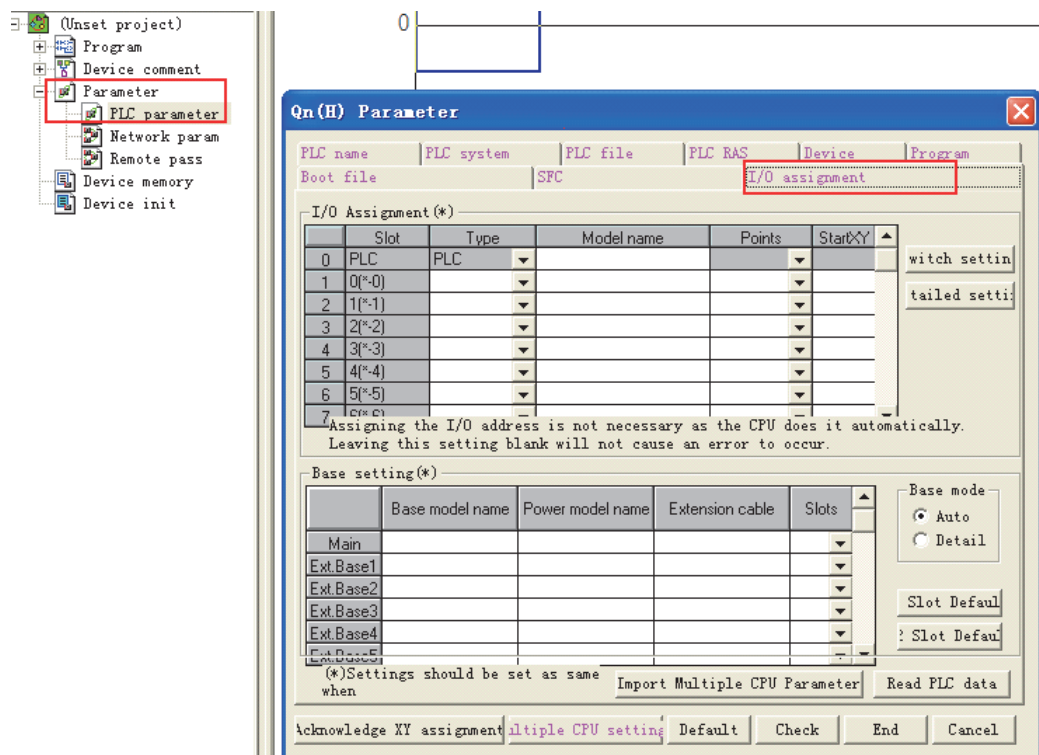 (Unset project)
Program
Device comment
Parameter
PLC parameter
Network param
Remote pass
Device memory
Device init
0
Qn(H) Parameter
PLC name PLC system PLC file PLC RAS Device Program
Boot file SFC I/O assignment
I/O Assignment(*)
Slot Type Model name Points StartXY
0 PLC PLC
1 0(*-0)
2 1(*-1)
3 2(*-2)
4 3(*-3)
5 4(*-4)
6 5(*-5)
7 6(*-6)
witch settin
tailed setti
Assigning the I/O address is not necessary as the CPU does it automatically.
Leaving this setting blank will not cause an error to occur.
Base setting(*)
Base model name Power model name Extension cable Slots
Main
Ext.Base1
Ext.Base2
Ext.Base3
Ext.Base4
Ext.Base5
Base mode
Auto
Detail
Slot Defaul
2 Slot Defau
(*)Settings should be set as same
when
Import Multiple CPU Parameter Read PLC data
Acknowledge XY assignment ltiple CPU setting Default Check End Cancel